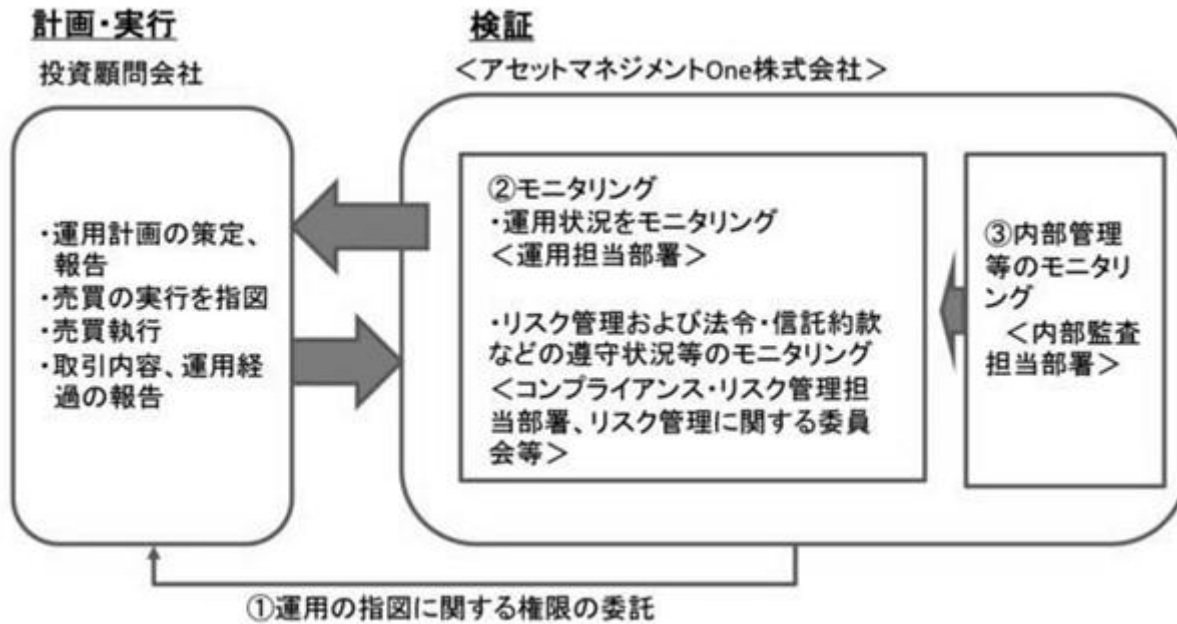 計画・実行
投資顧問会社
・運用計画の策定、
報告
・売買の実行を指図
・売買執行
・取引内容、運用経
過の報告
検証
＜アセットマネジメントOne株式会社＞
②モニタリング
・運用状況をモニタリング
＜運用担当部署＞
・リスク管理および法令・信託約款
などの遵守状況等のモニタリング
＜コンプライアンス・リスク管理担
当部署、リスク管理に関する委員
会等＞
③内部管理
等のモニタリ
ング
＜内部監査
担当部署＞
①運用の指図に関する権限の委託